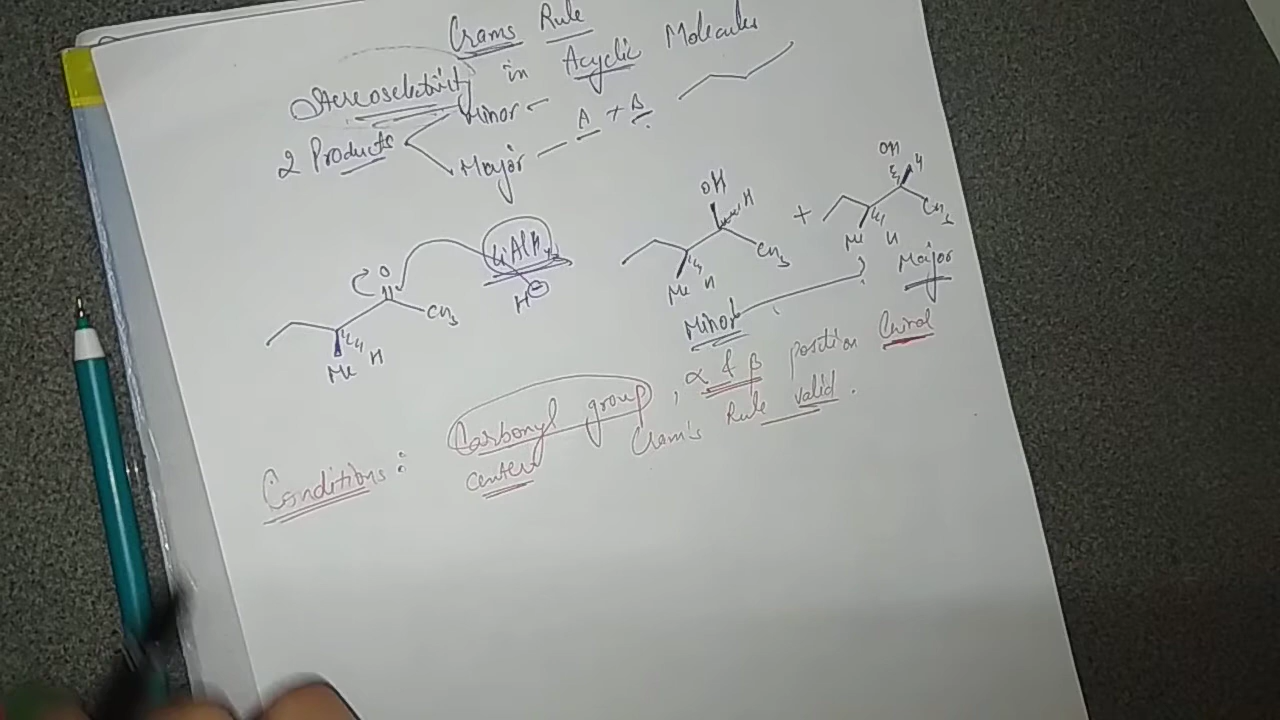 Crams Rule
Stereoselectivity in Acyclic Molecules
2 Products
Minor
Major — A + B
O
CH3
Me H
LiAlH4
H⊖
OH
H
CH3
Me H
Minor
+
OH
H
CH3
Me H
Major
Conditions: Carbonyl group, α & β position Chiral
center Cram's Rule valid.